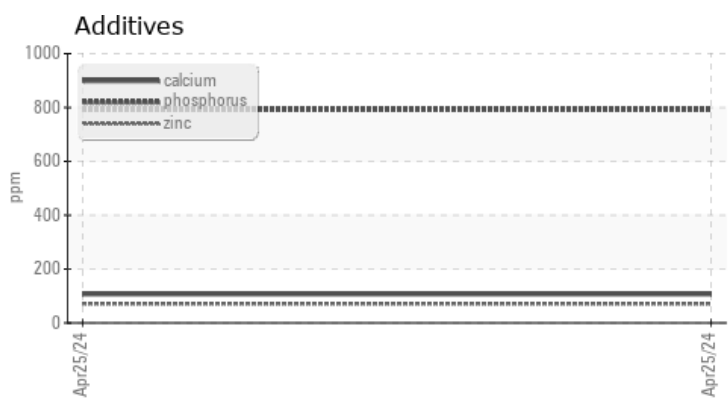 Additives
1000
800
600
400
200
0
ppm
calcium
phosphorus
zinc
Apr25/24
Apr25/24